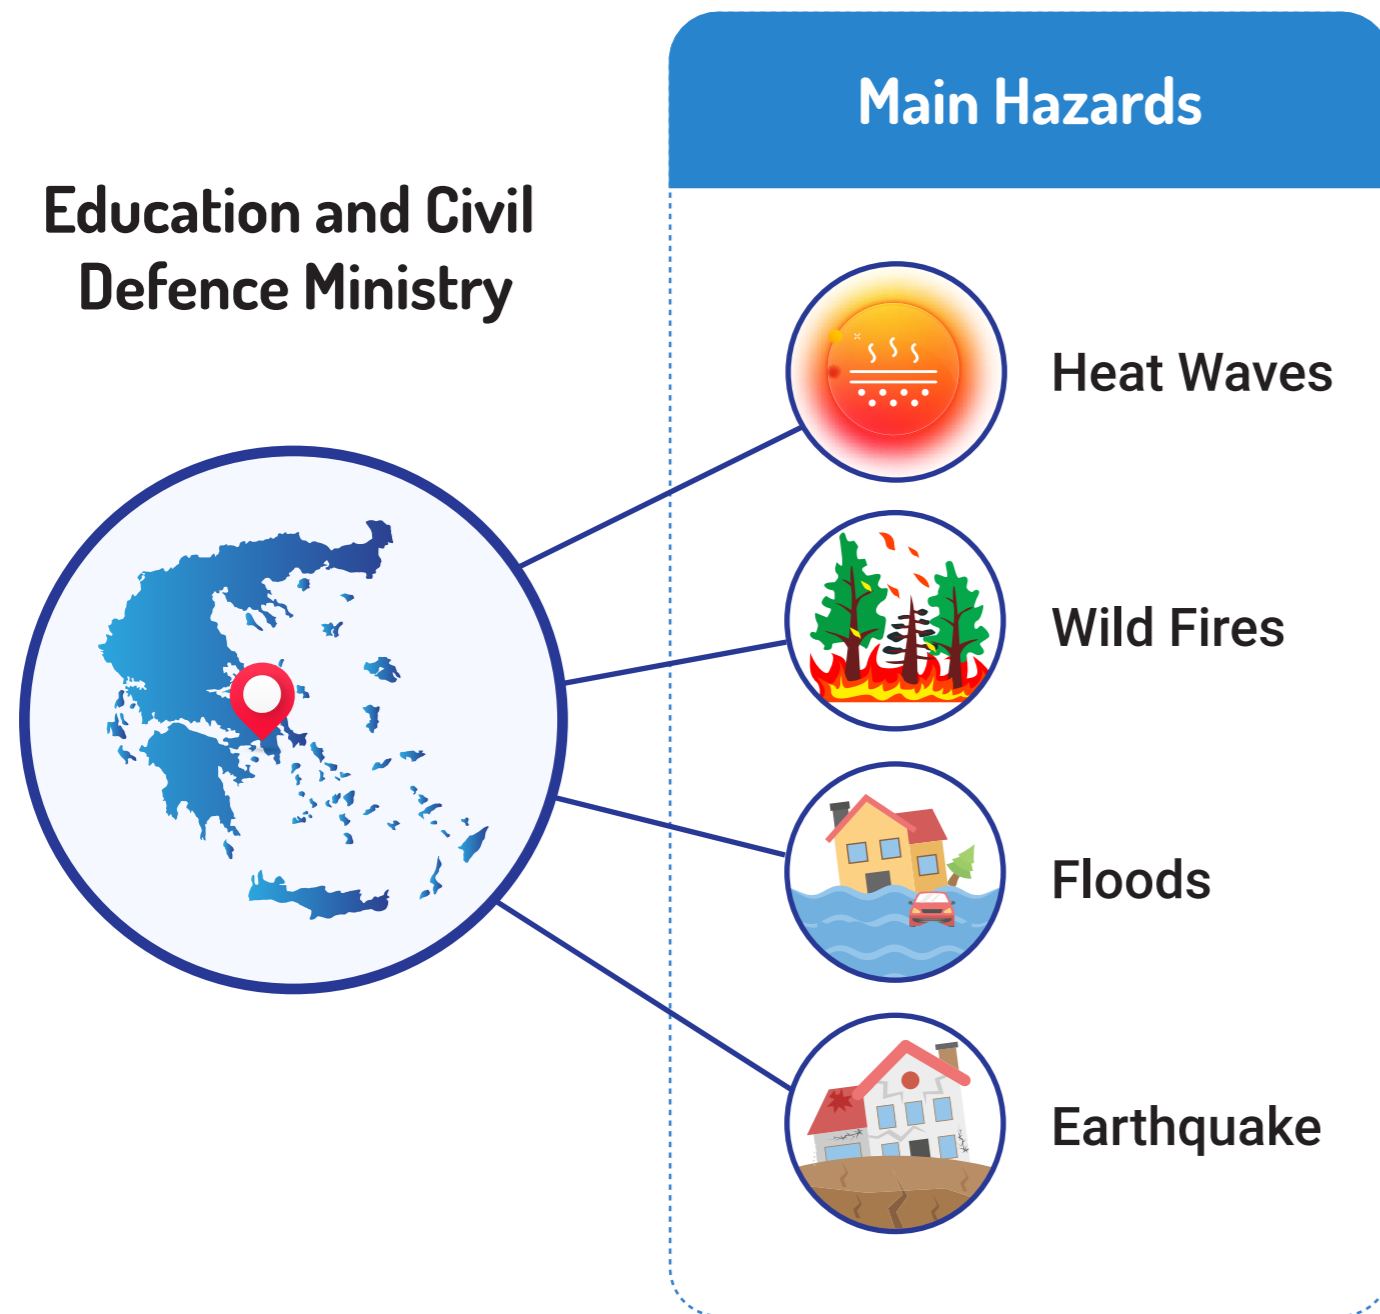 Main Hazards
Education and Civil
Defence Ministry
Heat Waves
Wild Fires
Floods
Earthquake